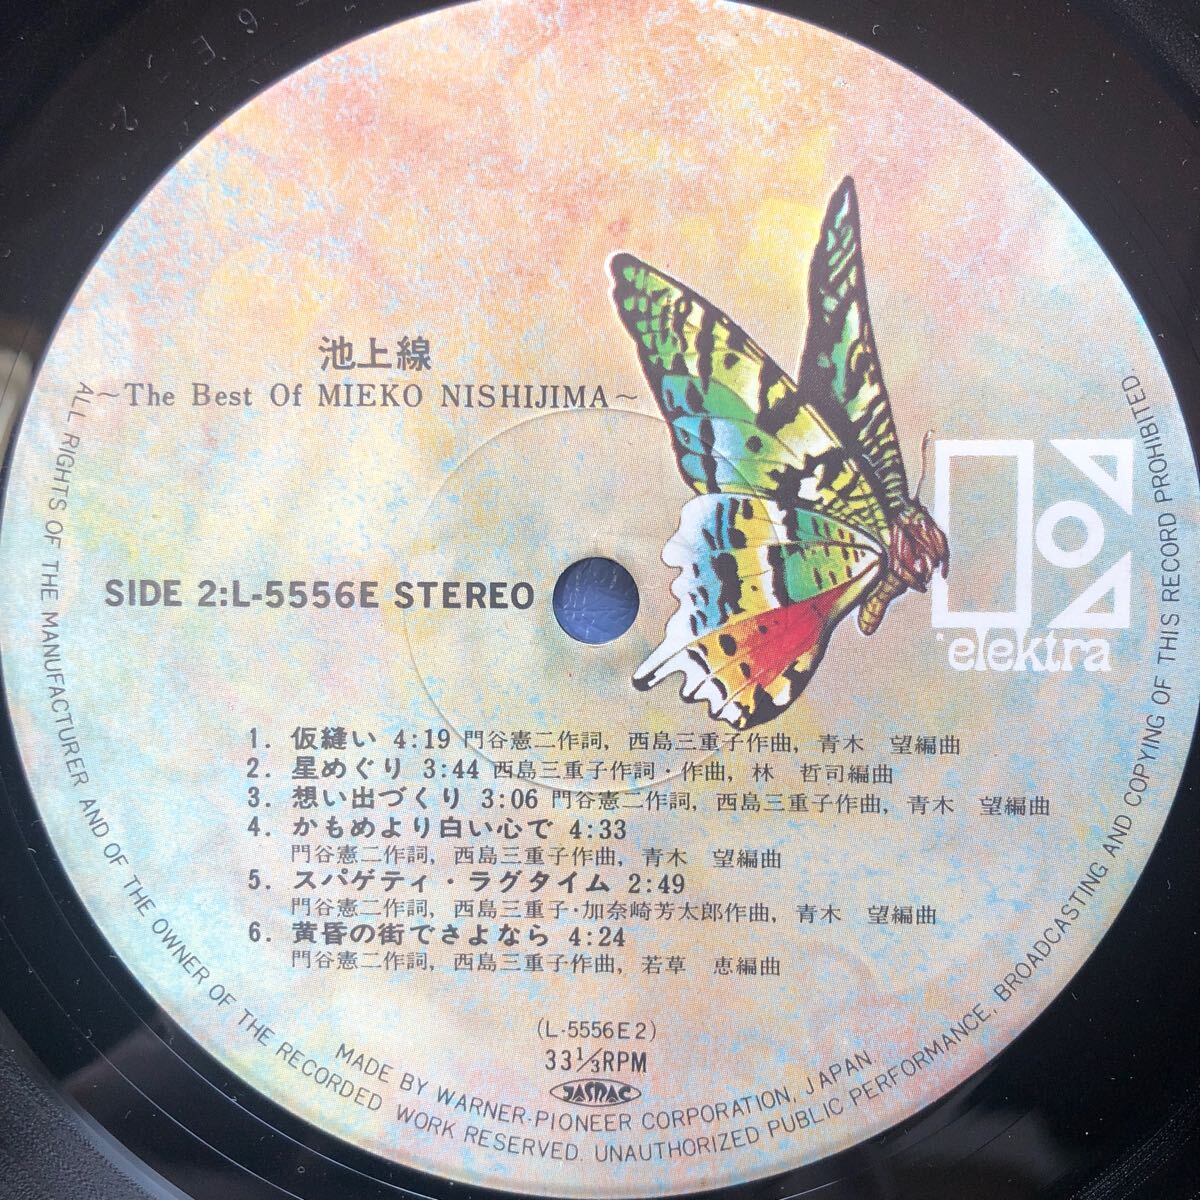 池上線
~The Best Of MIEKO NISHIJIMA~
SIDE 2:L-5556E STEREO
elektra
1. 仮縫い 4:19 門谷憲二作詞, 西島三重子作曲, 青木 望編曲
2. 星めぐり 3:44 西島三重子作詞・作曲, 林 哲司編曲
3. 想い出づくり 3:06 門谷憲二作詞, 西島三重子作曲, 青木 望編曲
4. かもめより白い心で 4:33
門谷憲二作詞, 西島三重子作曲, 青木 望編曲
5. スパゲティ・ラグタイム 2:49
門谷憲二作詞, 西島三重子・加奈崎芳太郎作曲, 青木 望編曲
6. 黄昏の街でさよなら 4:24
門谷憲二作詞, 西島三重子作曲, 若草 恵編曲
(L-5556E2)
33⅓RPM
JASRAC
MADE BY WARNER-PIONEER CORPORATION, JAPAN.
ALL RIGHTS OF THE MANUFACTURER AND OF THE OWNER OF THE RECORDED WORK RESERVED. UNAUTHORIZED PUBLIC PERFORMANCE, BROADCASTING AND COPYING OF THIS RECORD PROHIBITED.